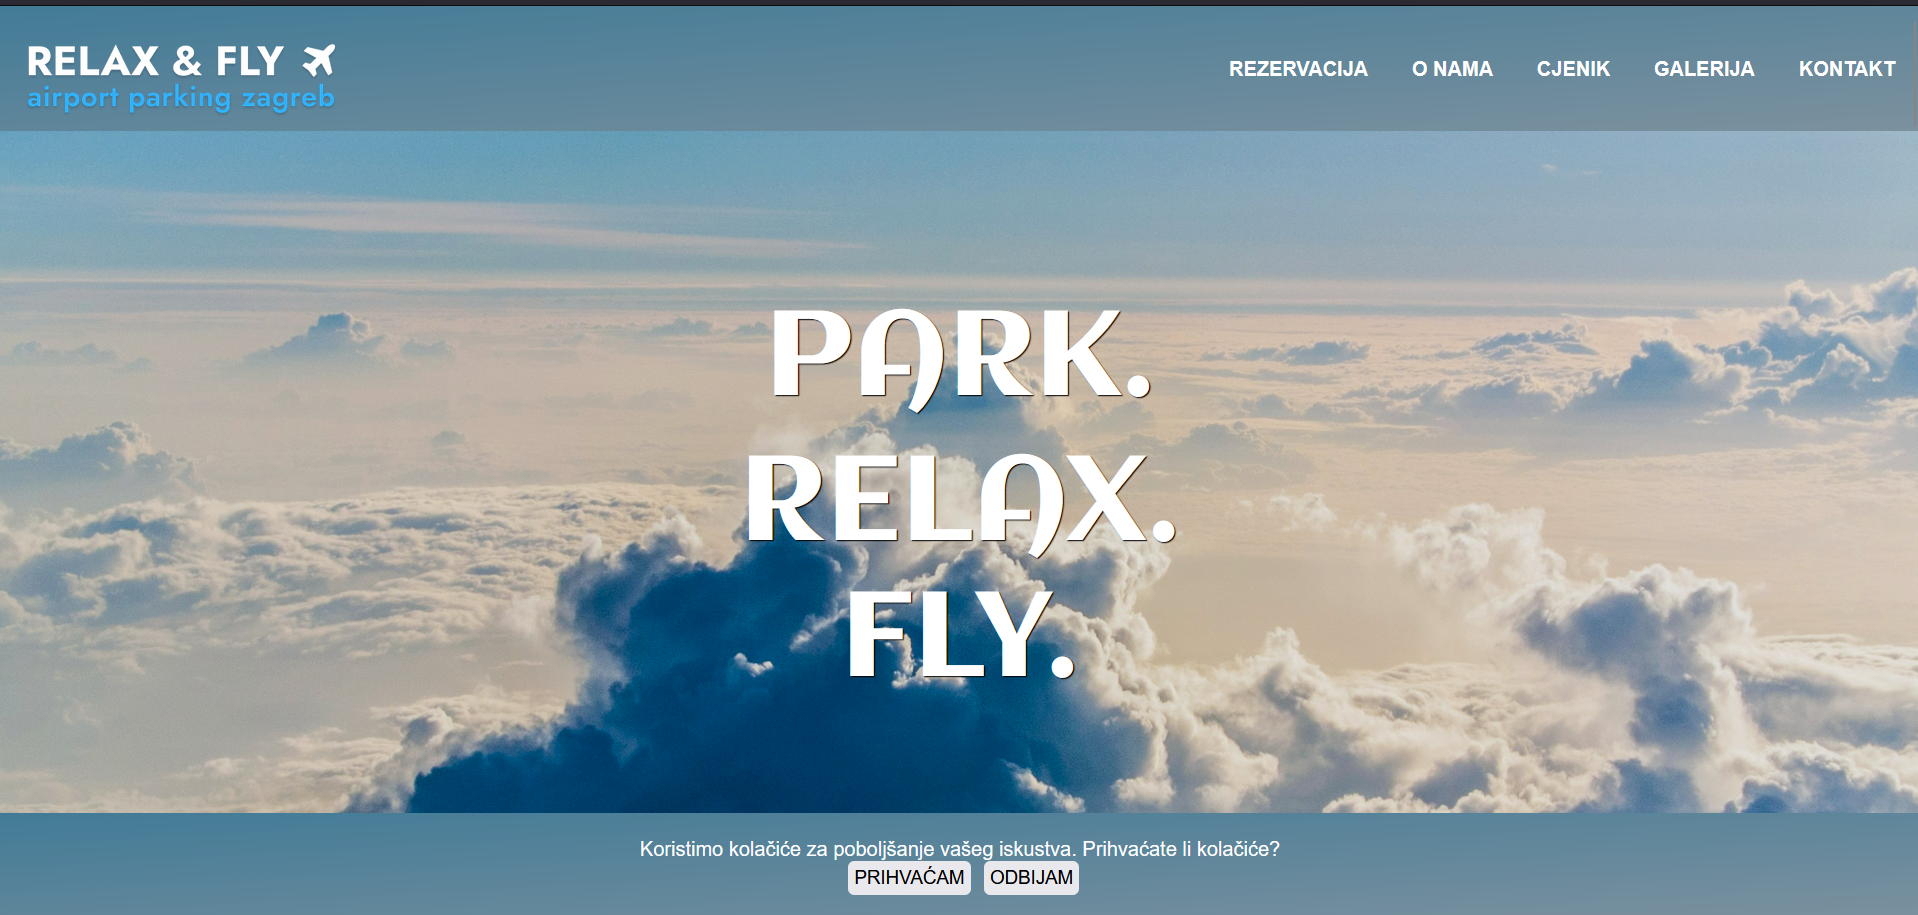 RELAX & FLY
airport parking zagreb
REZERVACIJA O NAMA CJENIK GALERIJA KONTAKT
PARK.
RELAX.
FLY.
Koristimo kolačiće za poboljšanje vašeg iskustva. Prihvaćate li kolačiće?
PRIHVAĆAM ODBIJAM